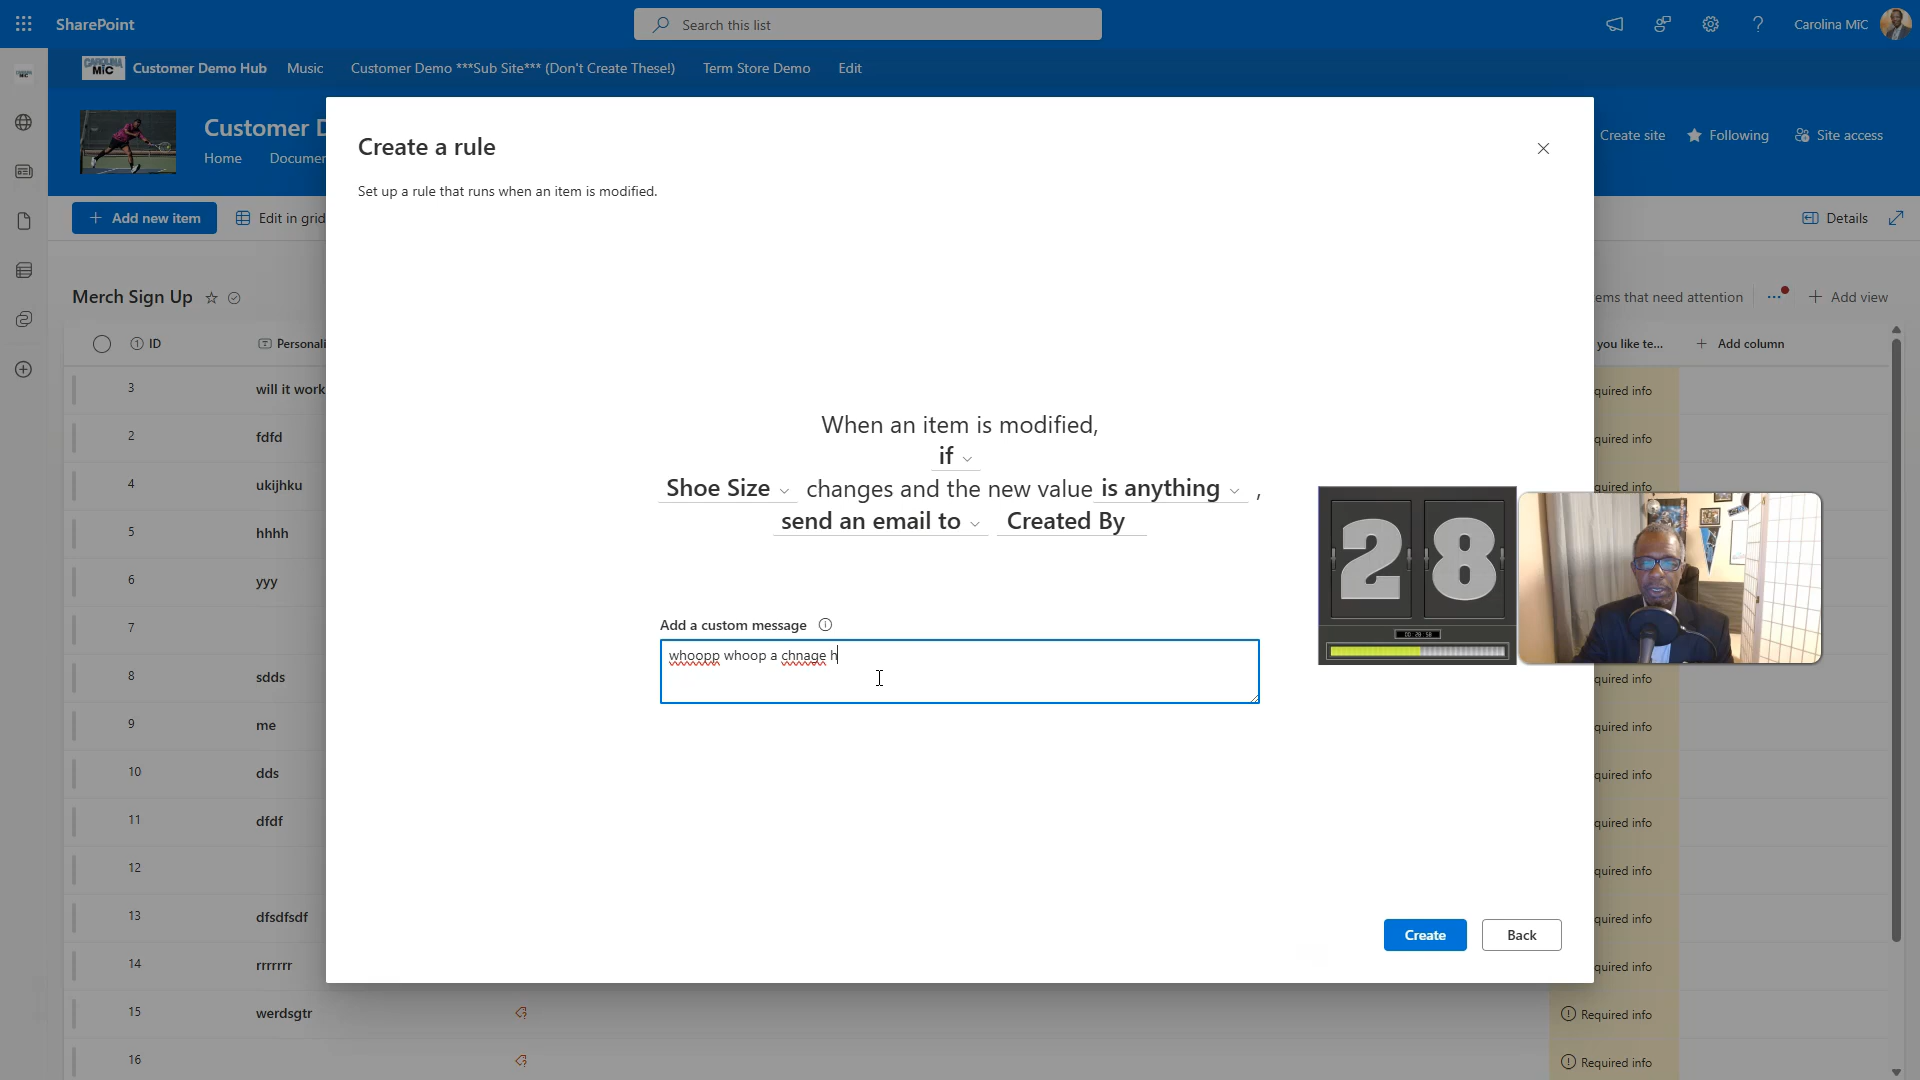 SharePoint
Search this list
Carolina MiC
CAROLINA
MiC
Customer Demo Hub
Music
Customer Demo ***Sub Site*** (Don't Create These!)
Term Store Demo
Edit
Customer D
Home
Documen
Create site
Following
Site access
Add new item
Edit in grid
Details
Merch Sign Up
ems that need attention
Add view
ID
Personali
you like te...
Add column
3
will it work
quired info
2
fdfd
quired info
4
ukijhku
quired info
5
hhhh
6
yyy
7
8
sdds
quired info
9
me
quired info
10
dds
quired info
11
dfdf
quired info
12
quired info
13
dfsdfsdf
quired info
14
rrrrrrr
quired info
15
werdsgtr
Required info
16
Required info
Create a rule
Set up a rule that runs when an item is modified.
When an item is modified,
if
Shoe Size changes and the new value is anything ,
send an email to Created By
Add a custom message
whoopp whoop a chnage h
Create
Back
28